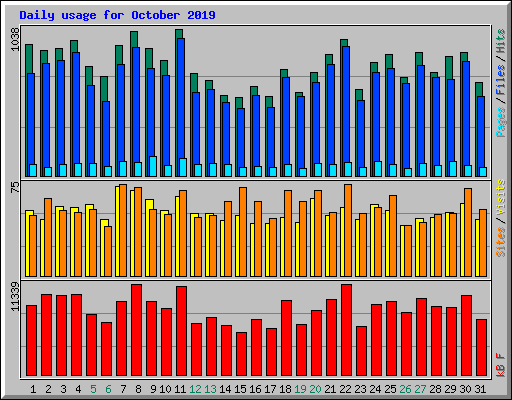 Daily usage for October 2019
1038
Pages / Files / Hits
75
Sites / Visits
11339
kB F
1 2 3 4 5 6 7 8 9 10 11 12 13 14 15 16 17 18 19 20 21 22 23 24 25 26 27 28 29 30 31